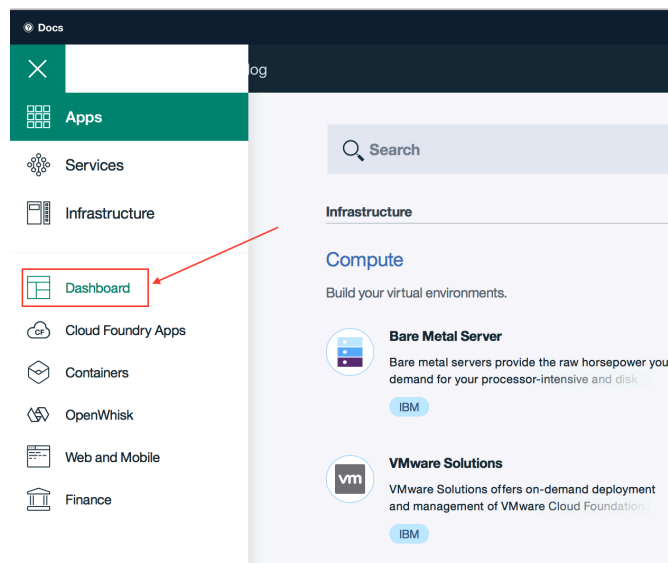 Docs
log
Apps
Services
Infrastructure
Dashboard
CF
Cloud Foundry Apps
Containers
OpenWhisk
Web and Mobile
Finance
Search
Infrastructure
Compute
Build your virtual environments.
Bare Metal Server
Bare metal servers provide the raw horsepower you
demand for your processor-intensive and disk
IBM
vm
VMware Solutions
VMware Solutions offers on-demand deployment
and management of VMware Cloud Foundation
IBM